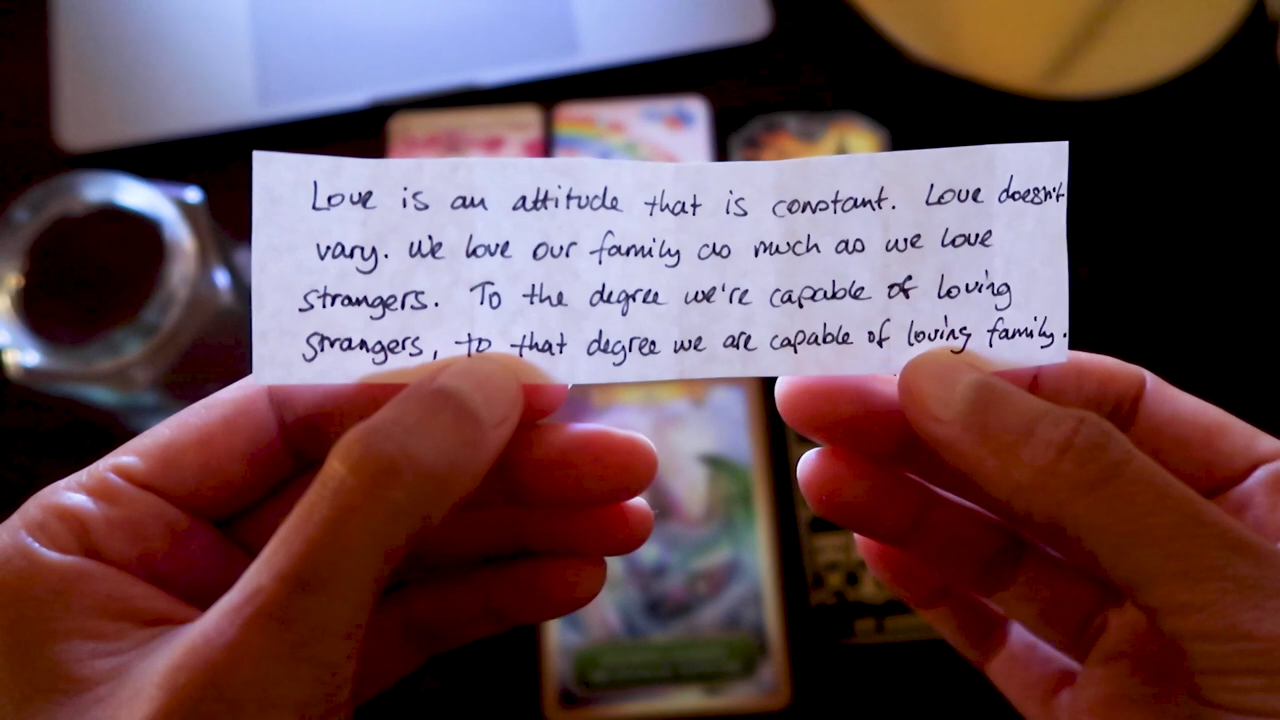 Love is an attitude that is constant. Love doesn't
vary. We love our family as much as we love
strangers. To the degree we're capable of loving
strangers, to that degree we are capable of loving family.